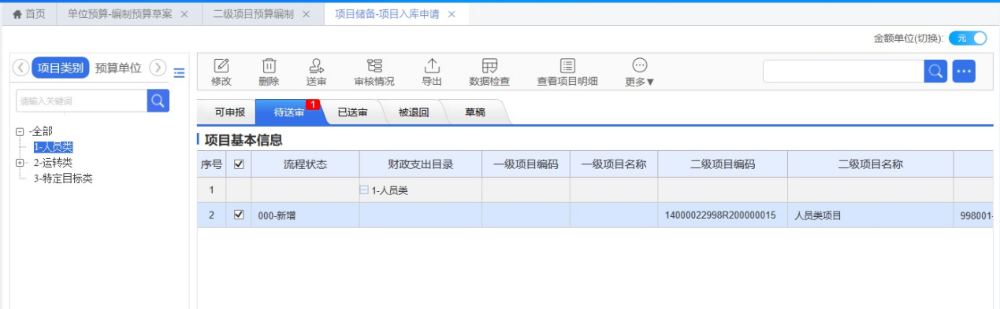 首页 单位预算-编制预算草案 × 二级项目预算编制 × 项目储备-项目入库申请 ×
金额单位(切换): 元
项目类别 预算单位
请输入关键词
-全部
1-人员类
2-运转类
3-特定目标类
修改 删除 送审 审核情况 导出 数据检查 查看项目明细 更多▼
可申报 待送审 1 已送审 被退回 草稿
项目基本信息
序号 流程状态 财政支出目录 一级项目编码 一级项目名称 二级项目编码 二级项目名称
1 1-人员类
2 000-新增 14000022998R200000015 人员类项目 998001-